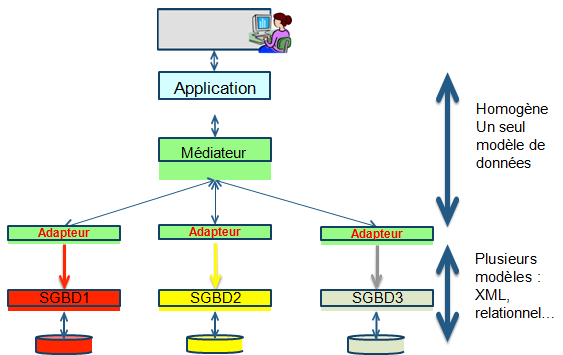 Application
Homogène
Un seul
modèle de
données
Médiateur
Adapteur
Adapteur
Adapteur
Plusieurs
modèles :
XML,
relationnel...
SGBD1
SGBD2
SGBD3